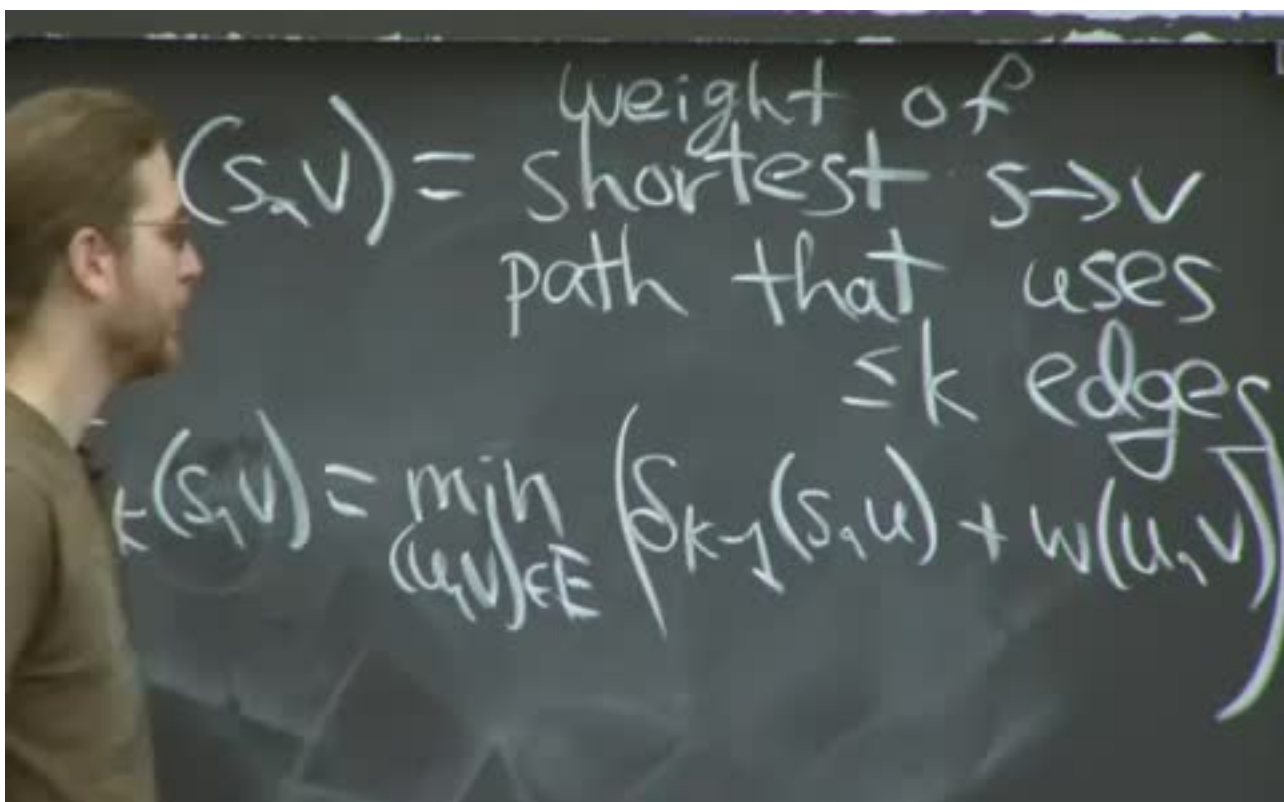 weight of
(s,v) = shortest s→v
path that uses
≤k edges
k(s,v) = min (δk-1(s,u) + w(u,v))
(u,v)∈E